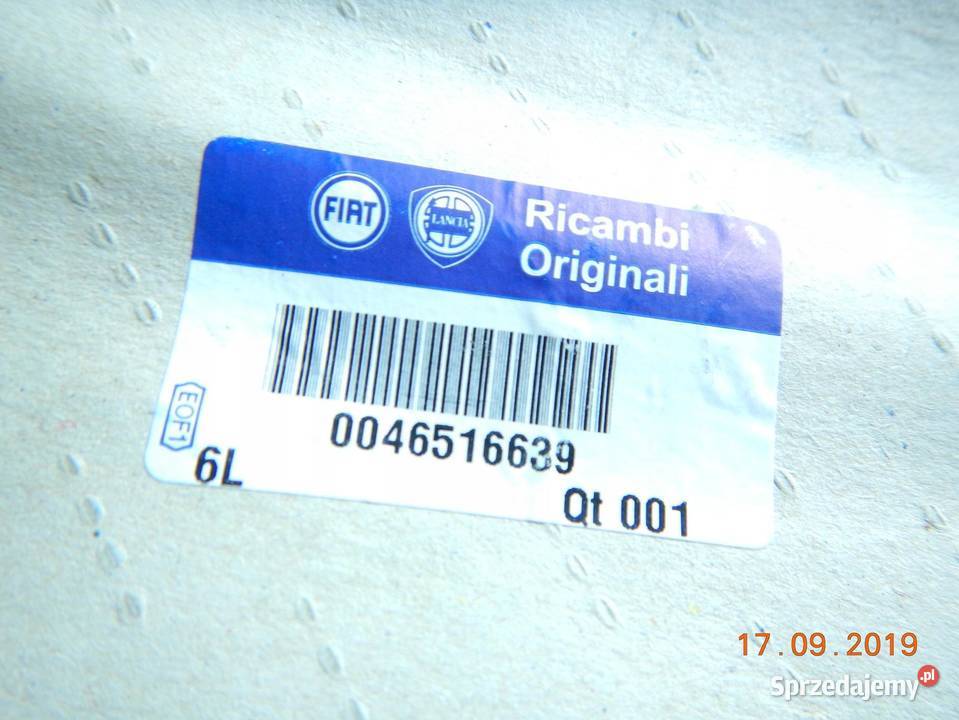 FIAT
LANCIA
Ricambi
Originali
0046516639
EOF1
6L
Qt 001
17.09.2019
Sprzedajemy.pl